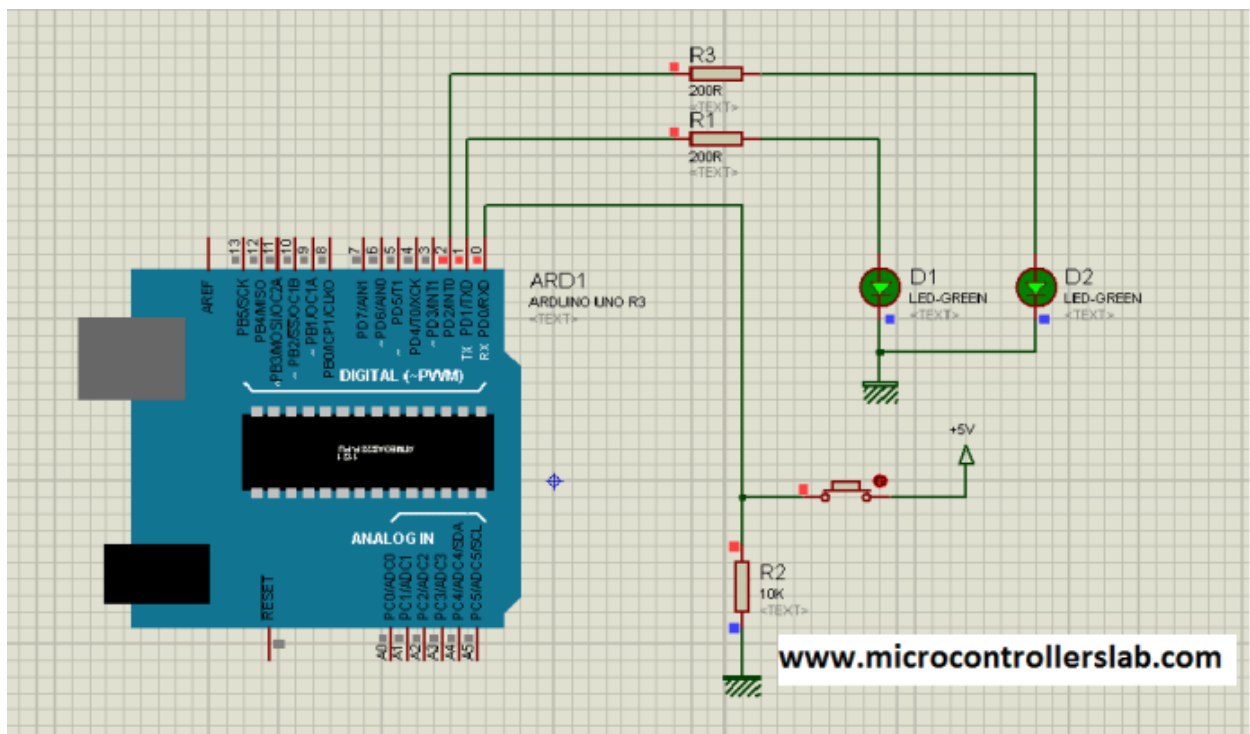 R3
200R
<TEXT>
R1
200R
<TEXT>
13
12
11
10
9
8
7
6
5
4
3
2
1
0
AREF
PB5/SCK
PB4/MISO
PB3/MOSI/OC2A
~
PB2/SS/OC1B
~
PB1/OC1A
~
PB0/ICP1/CLKO
PD7/AIN1
PD6/AIN0
~
PD5/T1
~
PD4/T0/XCK
PD3/INT1
~
PD2/INT0
PD1/TXD
PD0/RXD
TX
RX
DIGITAL (~PWM)
ARD1
ARDUINO UNO R3
<TEXT>
D1
LED-GREEN
<TEXT>
D2
LED-GREEN
<TEXT>
+5V
ANALOG IN
RESET
PC0/ADC0
PC1/ADC1
PC2/ADC2
PC3/ADC3
PC4/ADC4/SDA
PC5/ADC5/SCL
A0
A1
A2
A3
A4
A5
R2
10K
<TEXT>
www.microcontrollerslab.com